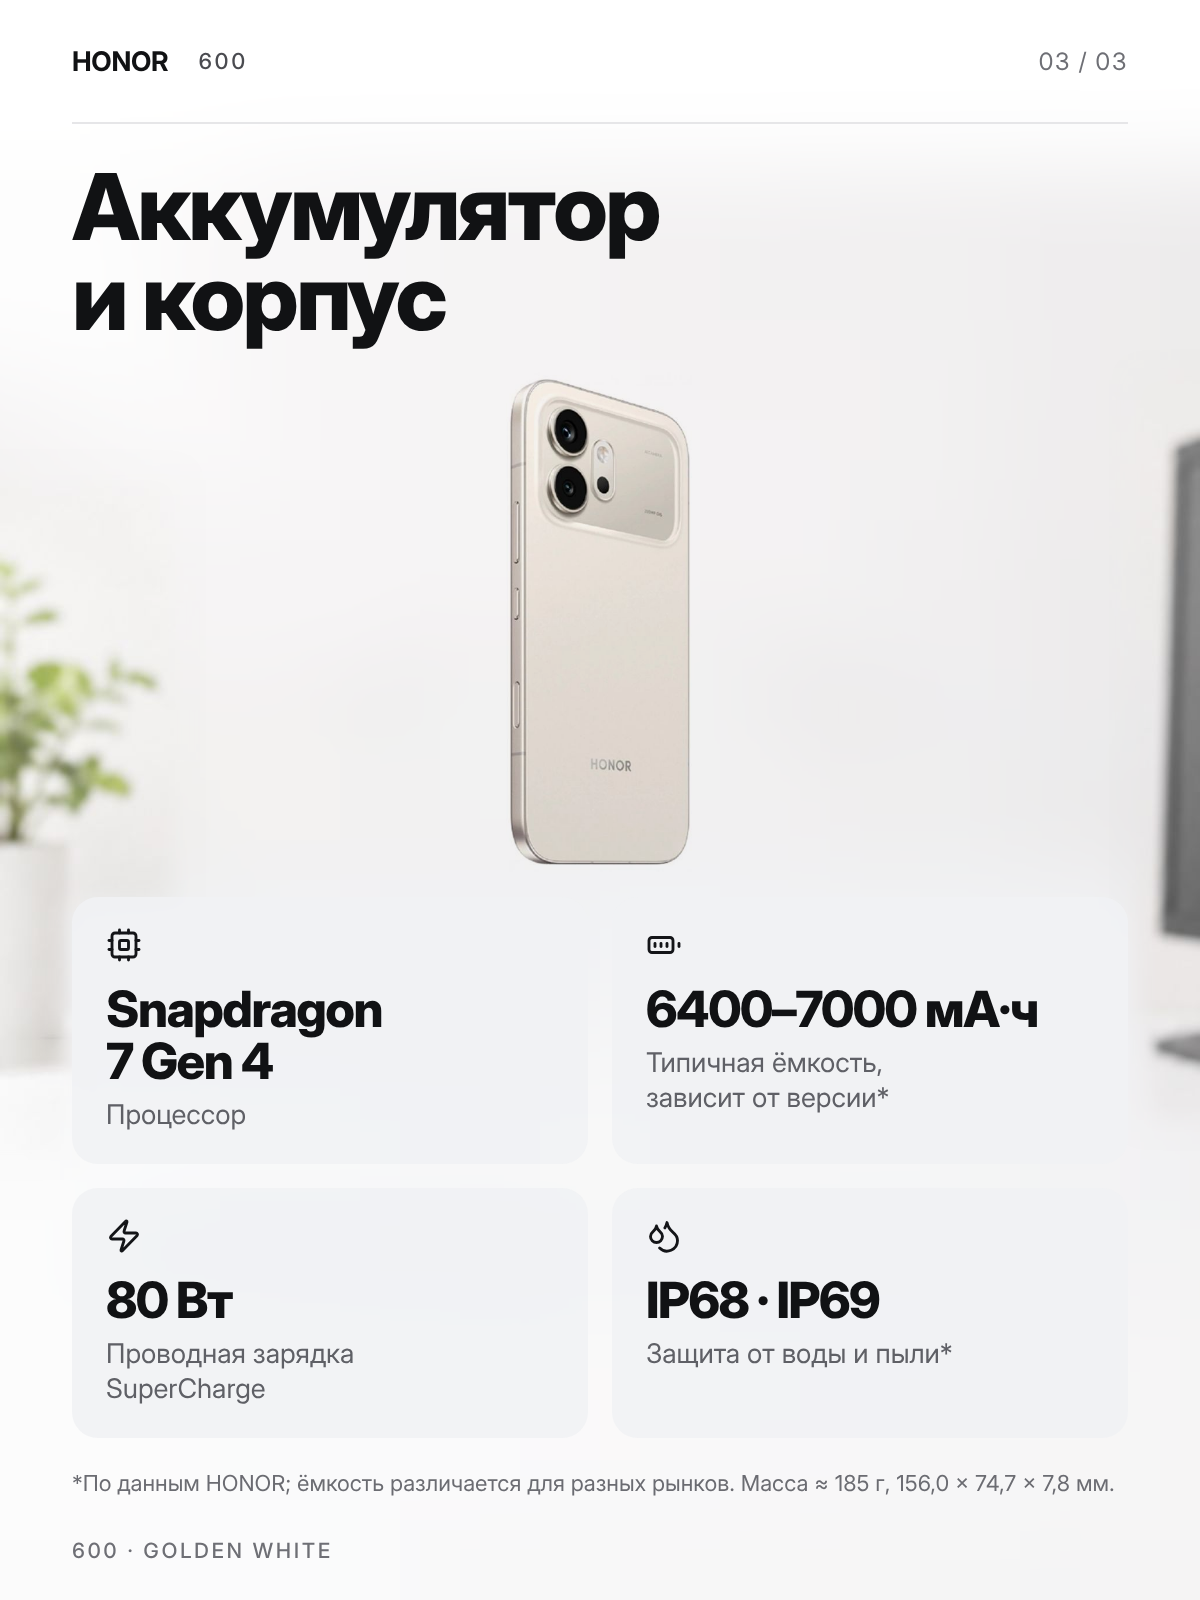 HONOR 600 03 / 03
Аккумулятор
и корпус
HONOR
Snapdragon
7 Gen 4
Процессор
6400–7000 мА·ч
Типичная ёмкость,
зависит от версии*
80 Вт
Проводная зарядка
SuperCharge
IP68 · IP69
Защита от воды и пыли*
*По данным HONOR; ёмкость различается для разных рынков. Масса ≈ 185 г, 156,0 × 74,7 × 7,8 мм.
600 · GOLDEN WHITE